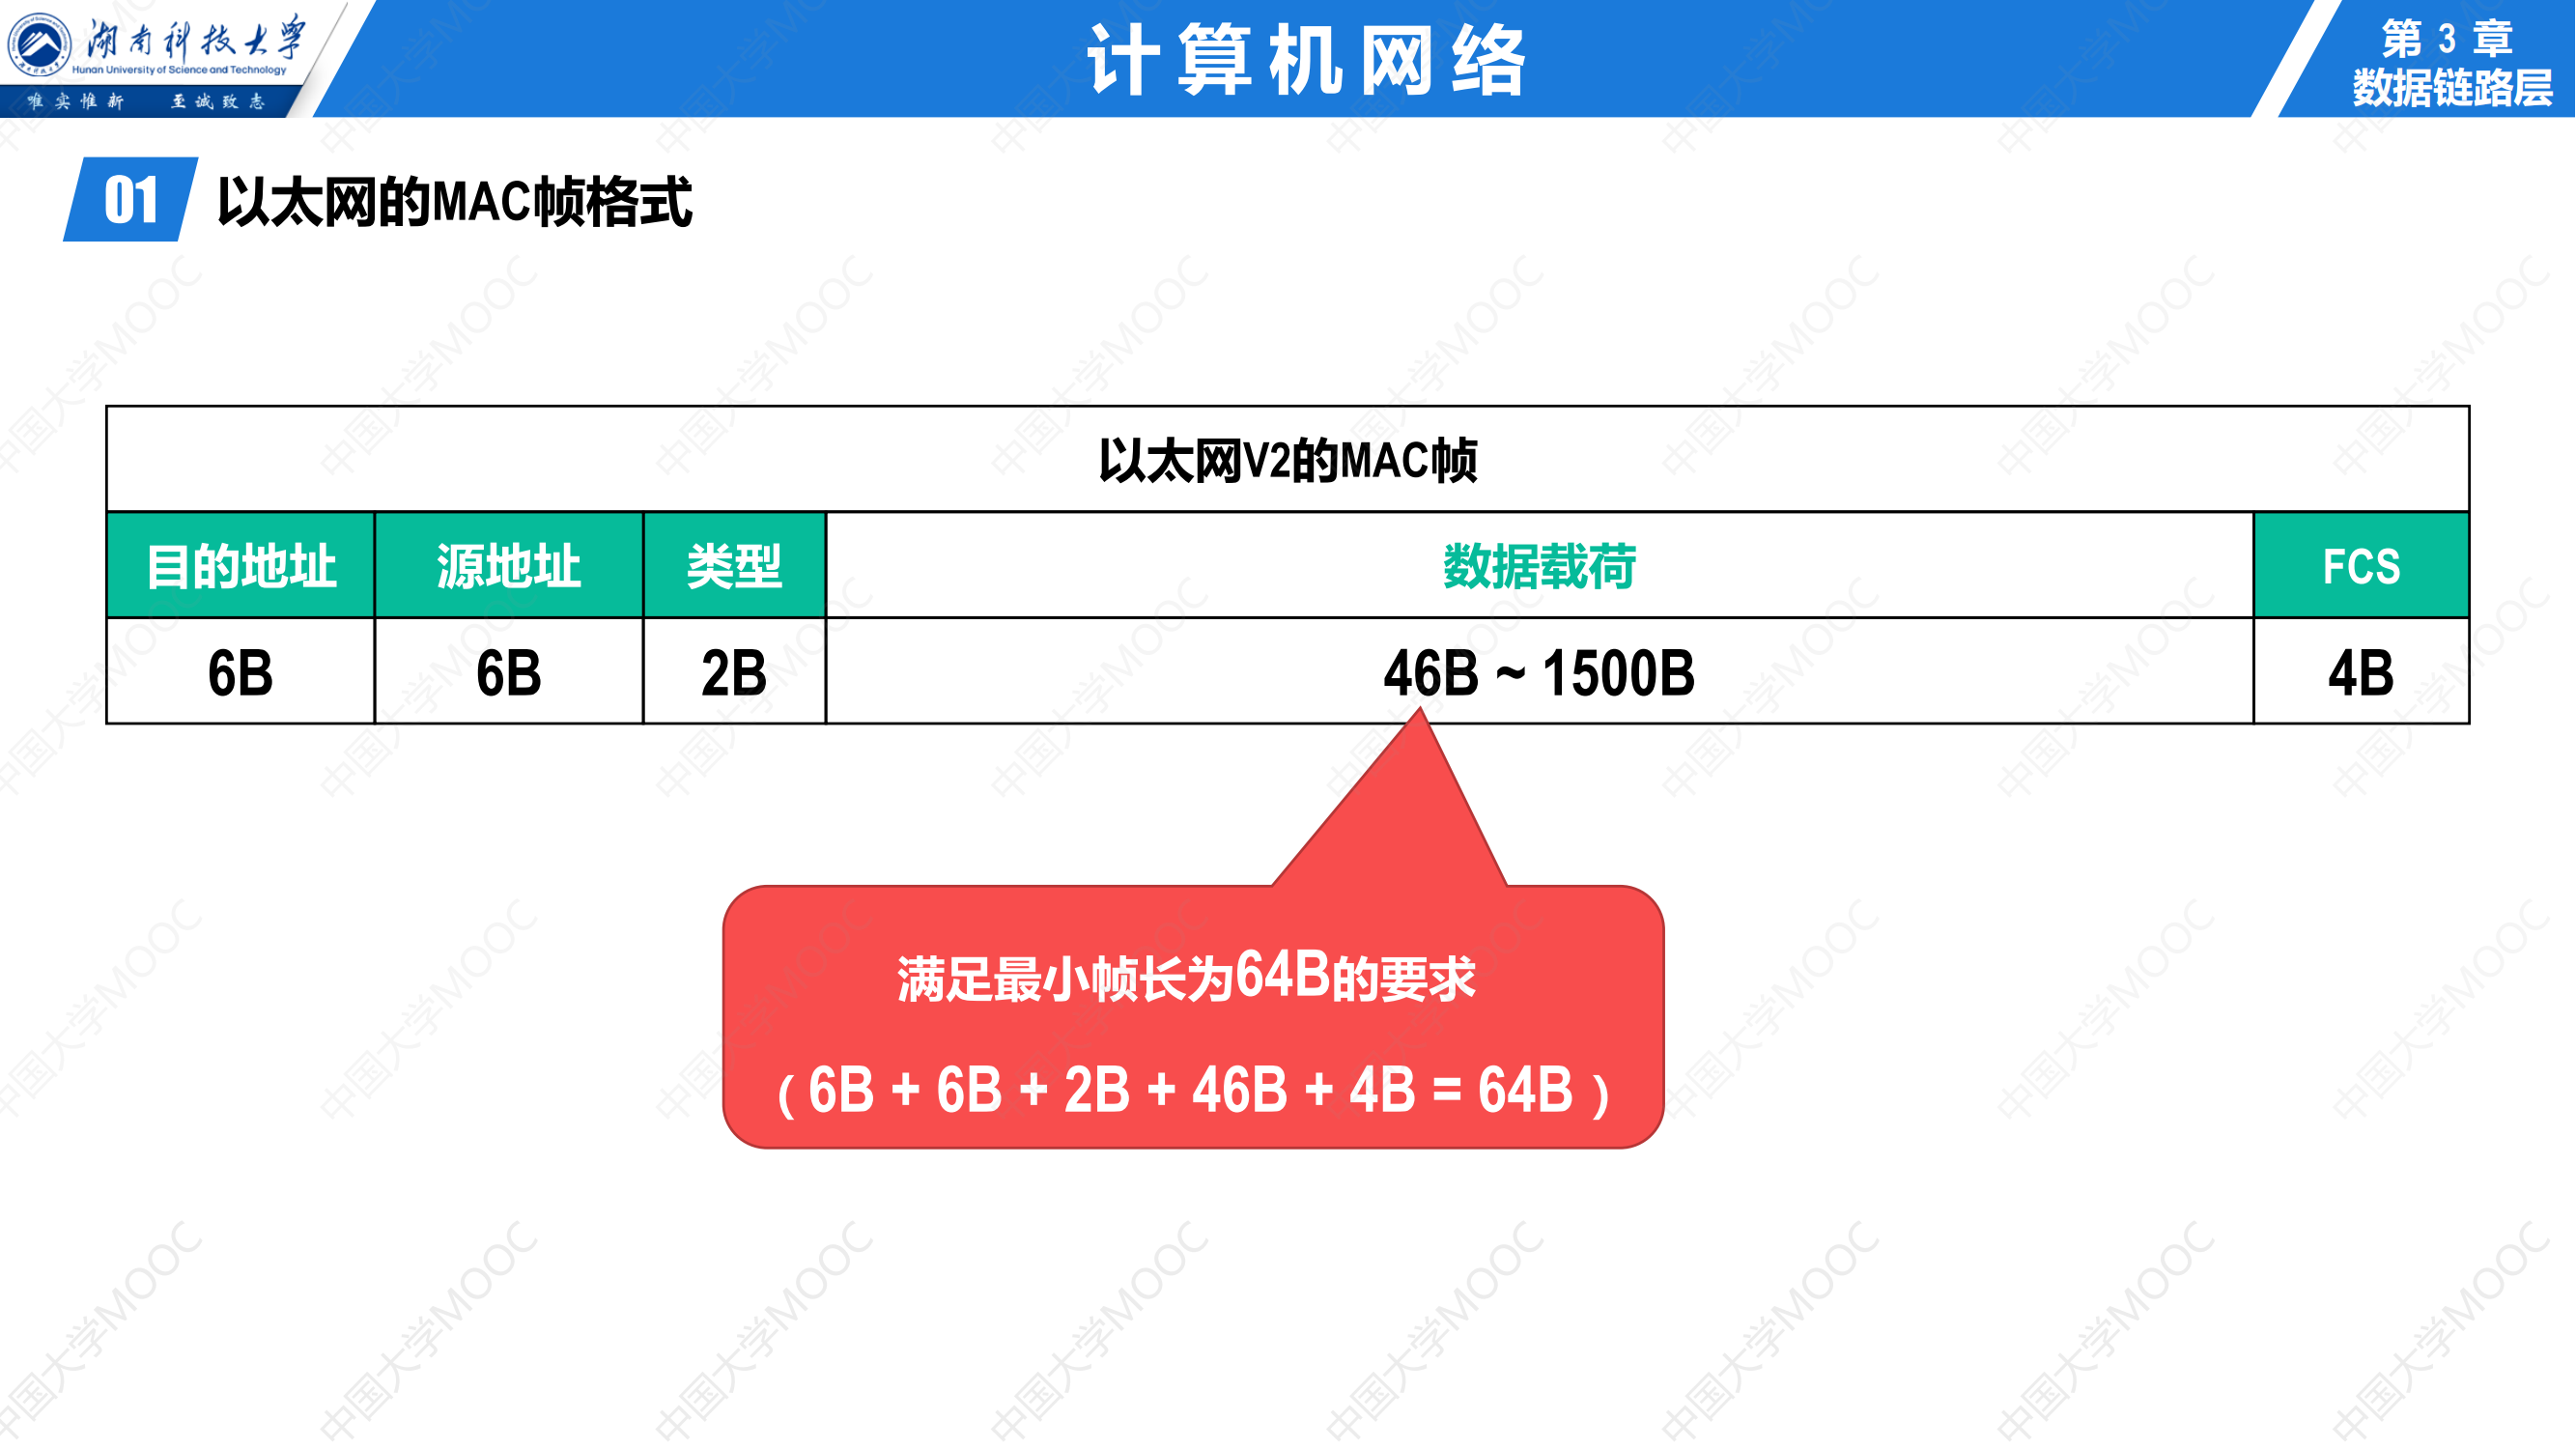 湖南科技大学
Hunan University of Science and Technology
唯实惟新 至诚致志
计算机网络
第 3 章
数据链路层
01 以太网的MAC帧格式
以太网V2的MAC帧
目的地址 源地址 类型 数据载荷 FCS
6B 6B 2B 46B ~ 1500B 4B
满足最小帧长为64B的要求
( 6B + 6B + 2B + 46B + 4B = 64B )
中国大学MOOC